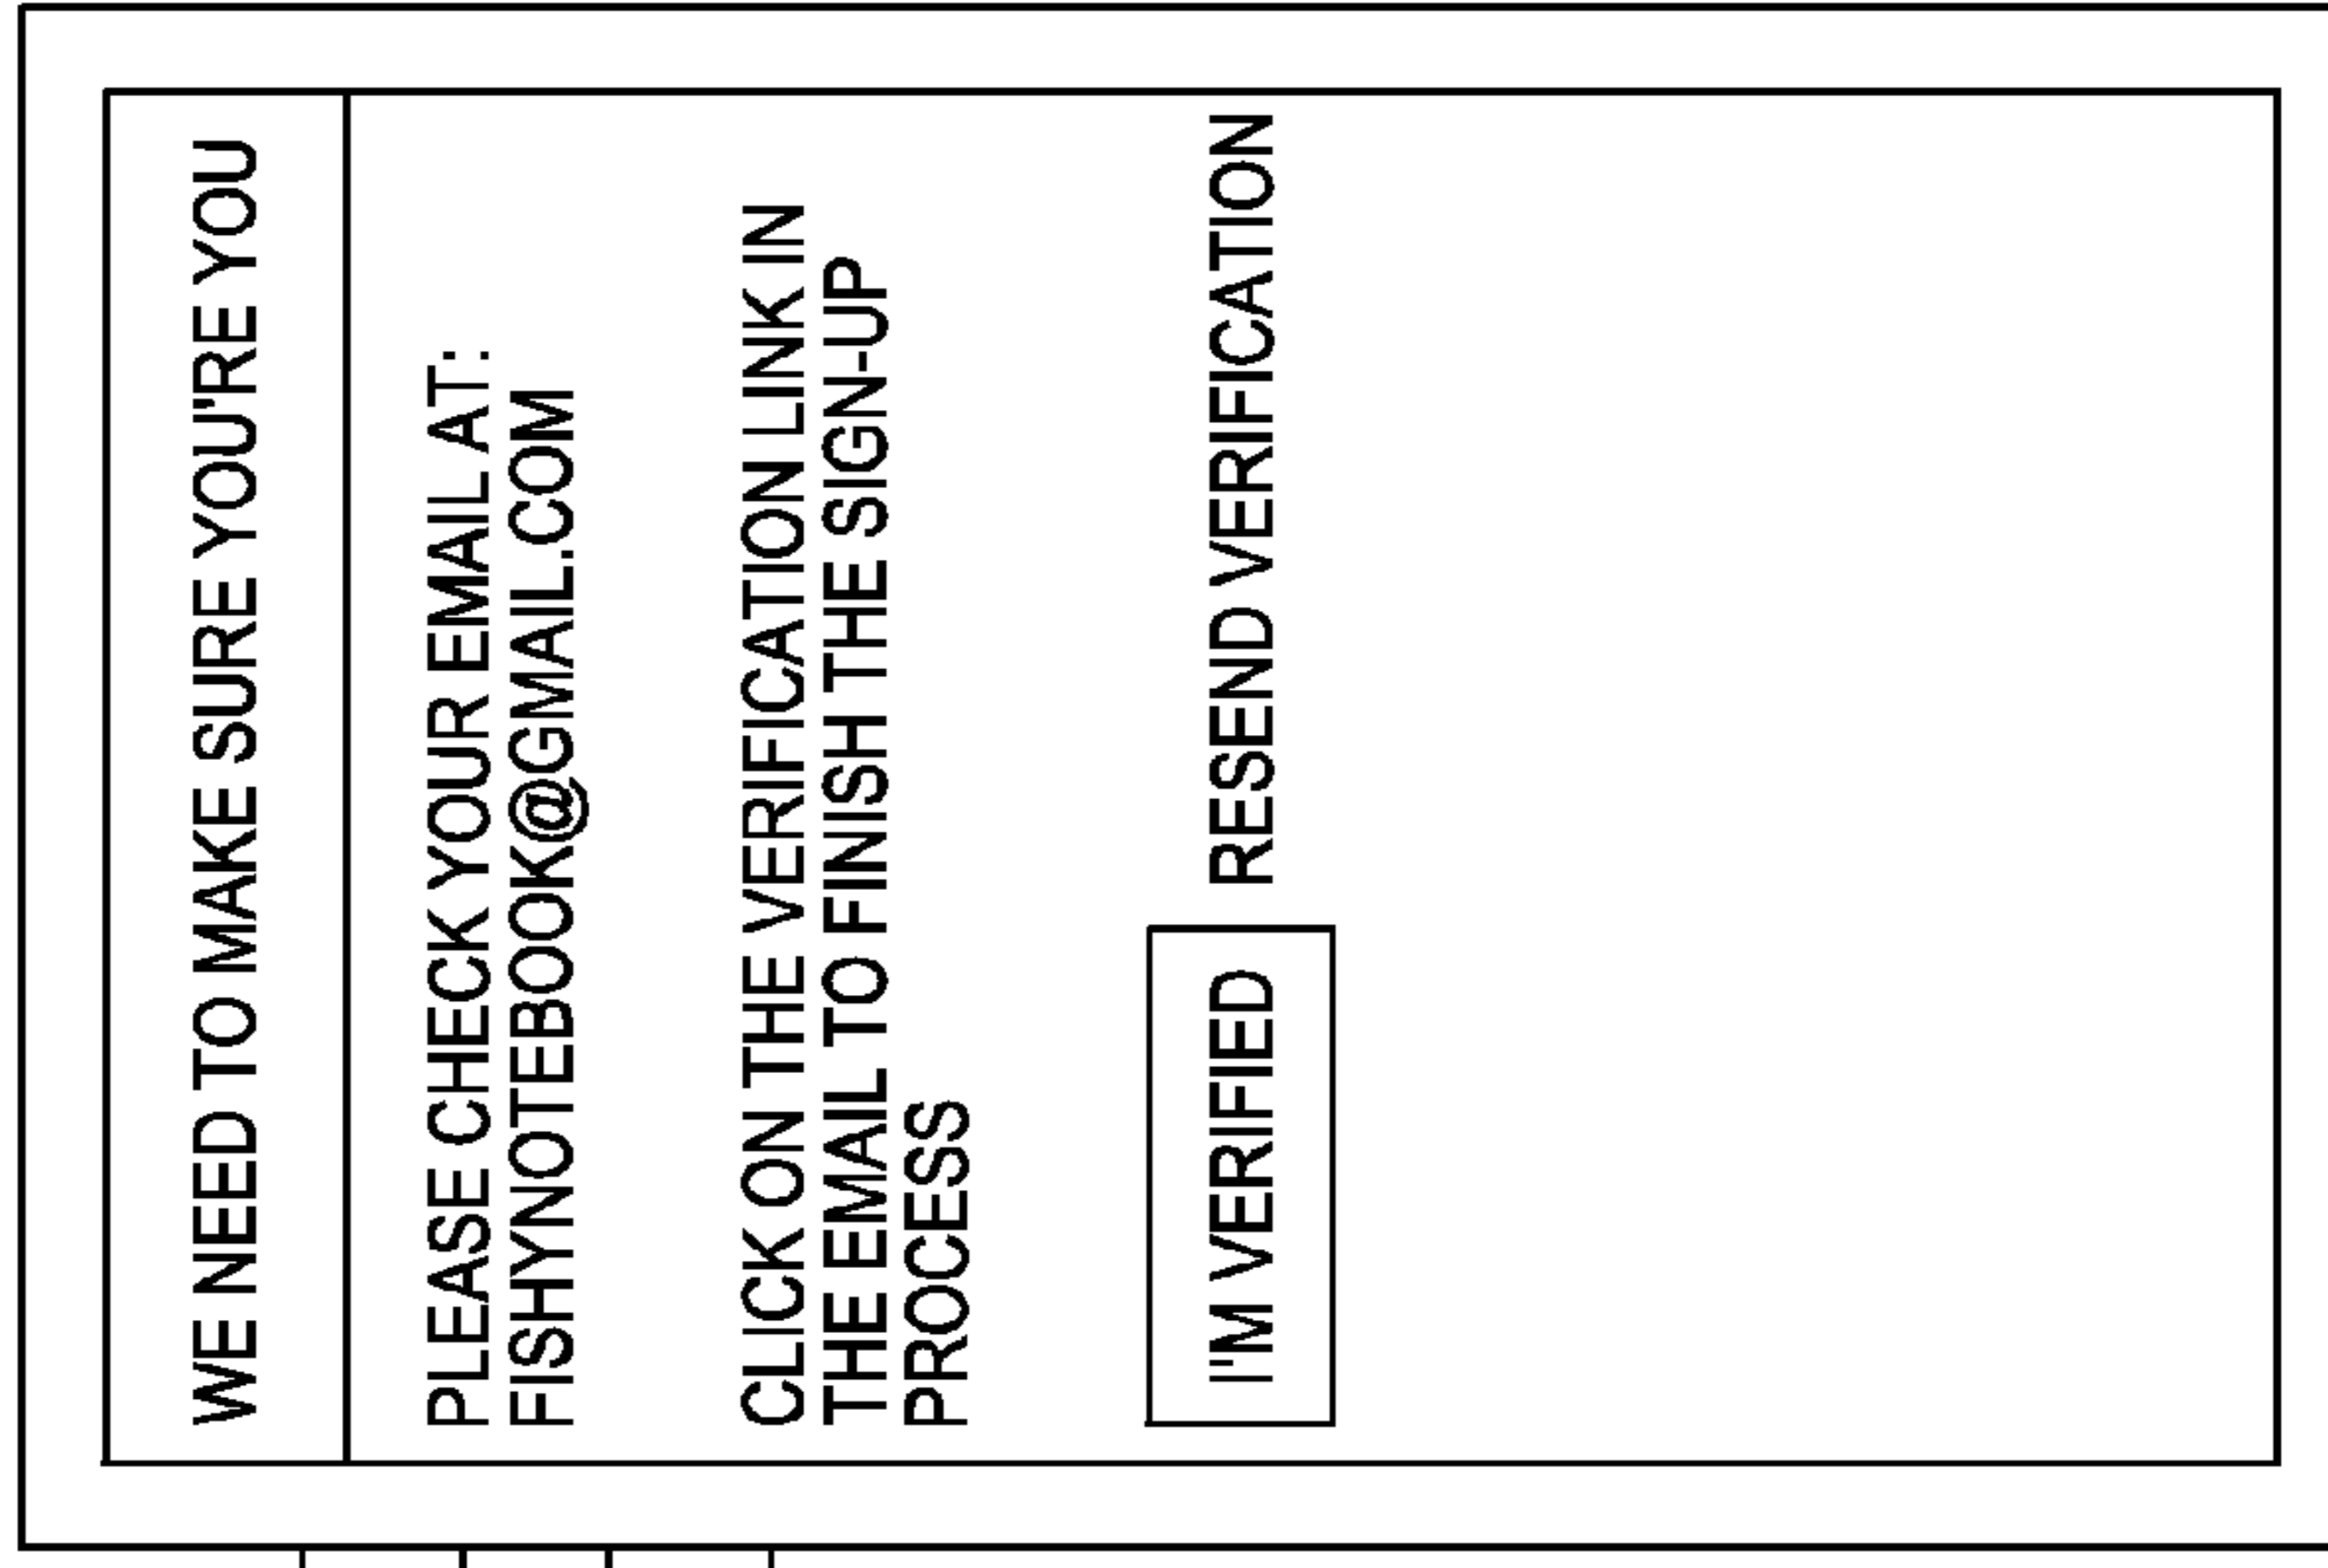 WE NEED TO MAKE SURE YOU'RE YOU
PLEASE CHECK YOUR EMAIL AT:
FISHYNOTEBOOK@GMAIL.COM
CLICK ON THE VERIFICATION LINK IN
THE EMAIL TO FINISH THE SIGN-UP
PROCESS
I'M VERIFIED RESEND VERIFICATION